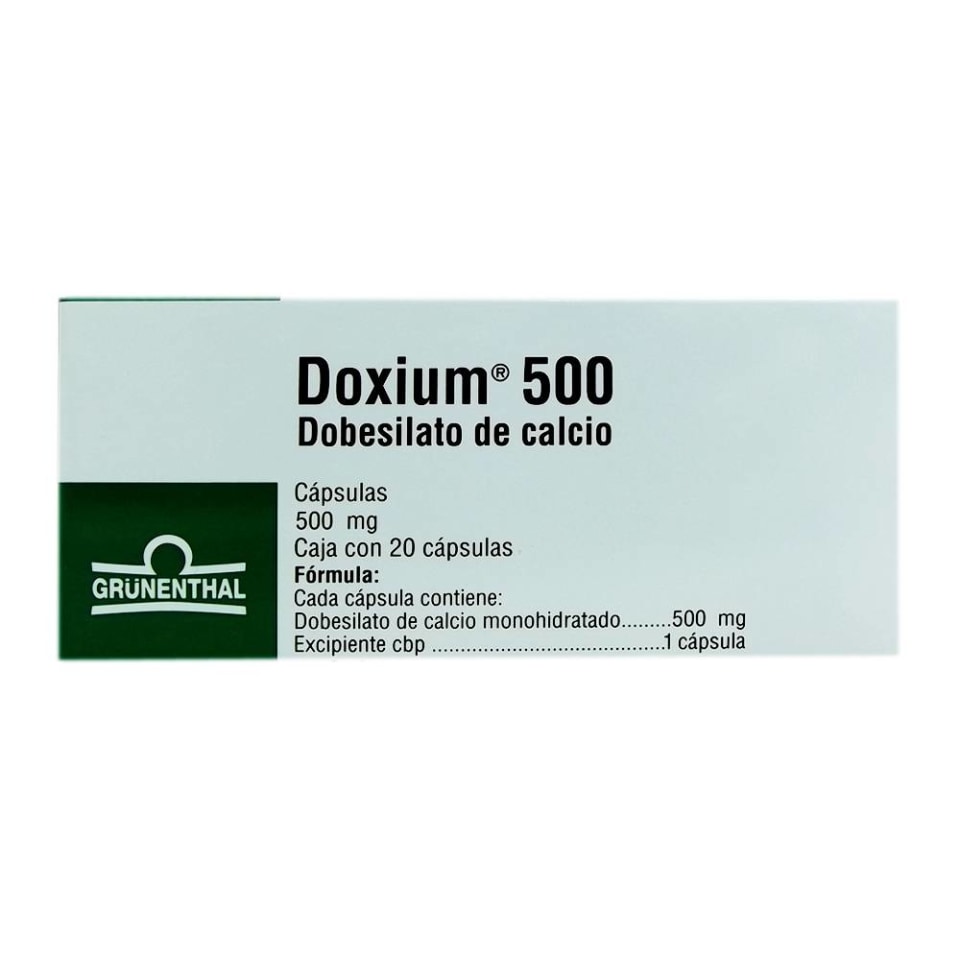 Doxium® 500
Dobesilato de calcio
Cápsulas
500 mg
Caja con 20 cápsulas
Fórmula:
Cada cápsula contiene:
Dobesilato de calcio monohidratado.........500 mg
Excipiente cbp ..........................................1 cápsula
GRÜNENTHAL